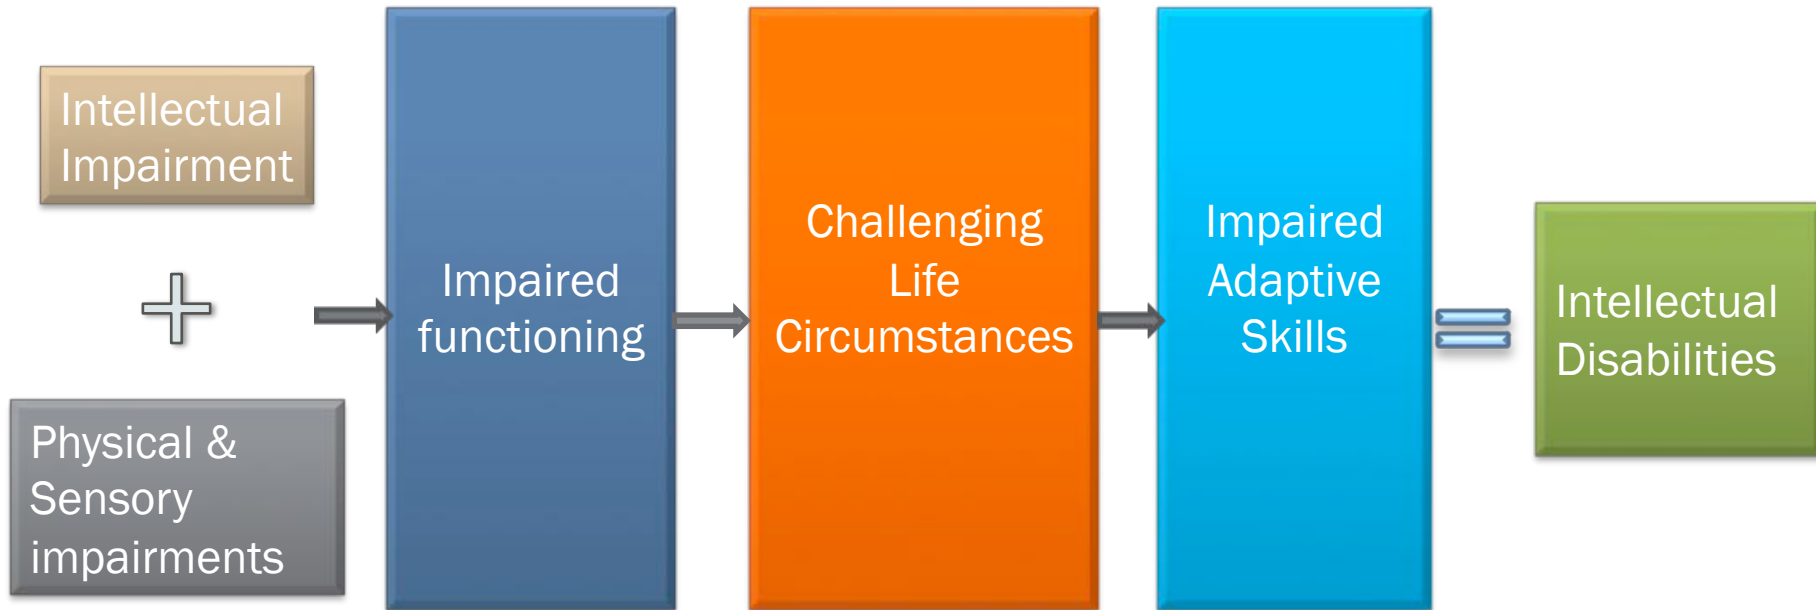 Intellectual
Impairment
Physical &
Sensory
impairments
Impaired
functioning
Challenging
Life
Circumstances
Impaired
Adaptive
Skills
Intellectual
Disabilities